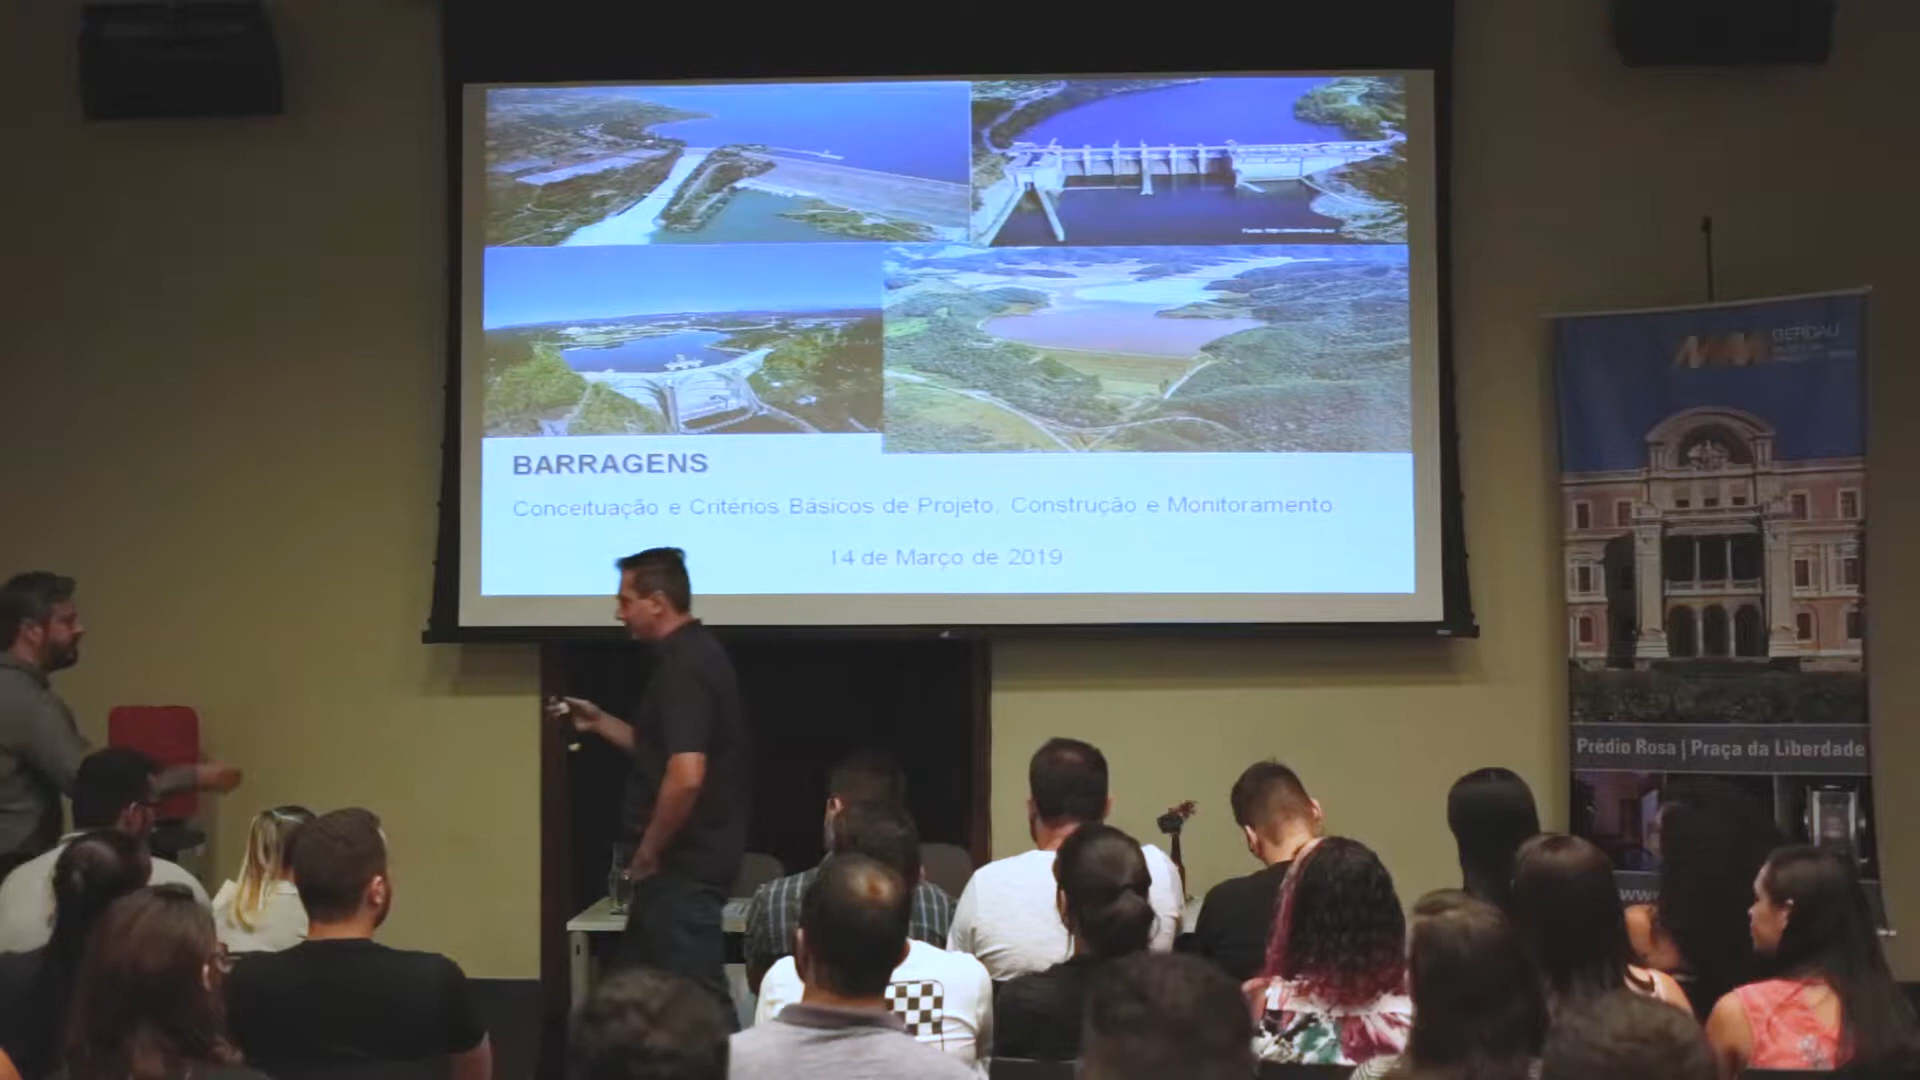 BARRAGENS
Conceituação e Critérios Básicos de Projeto, Construção e Monitoramento
14 de Março de 2019
GERDAU
Prédio Rosa | Praça da Liberdade